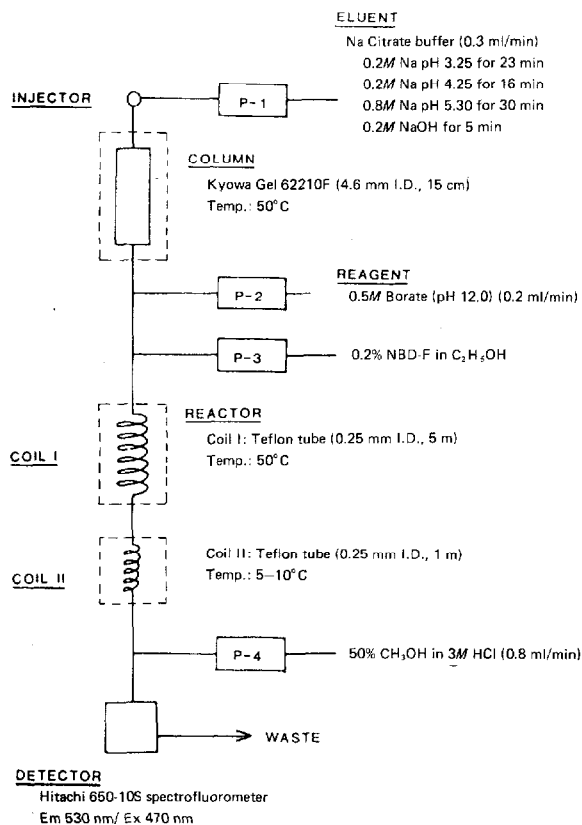 ELUENT
Na Citrate buffer (0.3 ml/min)
0.2M Na pH 3.25 for 23 min
0.2M Na pH 4.25 for 16 min
0.8M Na pH 5.30 for 30 min
0.2M NaOH for 5 min
INJECTOR
P-1
COLUMN
Kyowa Gel 62210F (4.6 mm I.D., 15 cm)
Temp.: 50°C
REAGENT
P-2
0.5M Borate (pH 12.0) (0.2 ml/min)
P-3
0.2% NBD-F in C₂H₅OH
REACTOR
Coil I: Teflon tube (0.25 mm I.D., 5 m)
Temp.: 50°C
COIL I
Coil II: Teflon tube (0.25 mm I.D., 1 m)
Temp.: 5–10°C
COIL II
P-4
50% CH₃OH in 3M HCl (0.8 ml/min)
WASTE
DETECTOR
Hitachi 650-10S spectrofluorometer
Em 530 nm/ Ex 470 nm